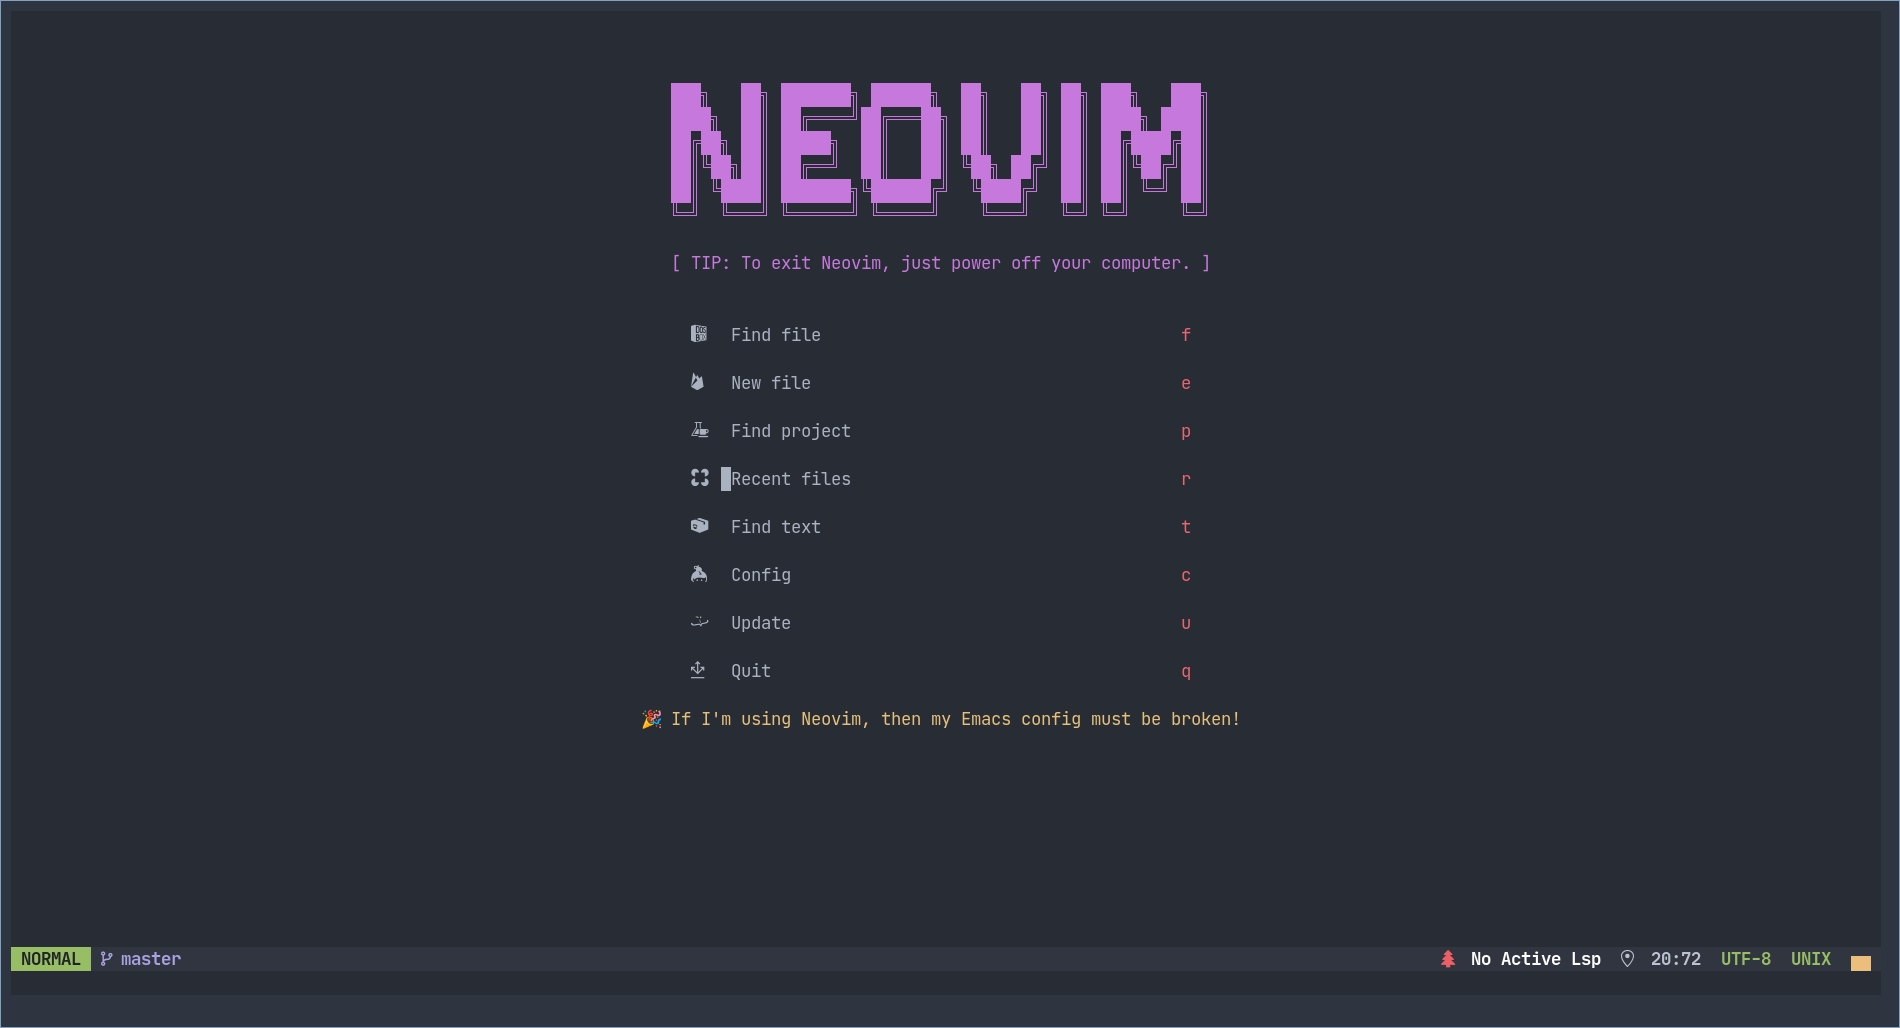 NEOVIM
[ TIP: To exit Neovim, just power off your computer. ]
Find file f
New file e
Find project p
Recent files r
Find text t
Config c
Update u
Quit q
🎉 If I'm using Neovim, then my Emacs config must be broken!
NORMAL master No Active Lsp 20:72 UTF-8 UNIX